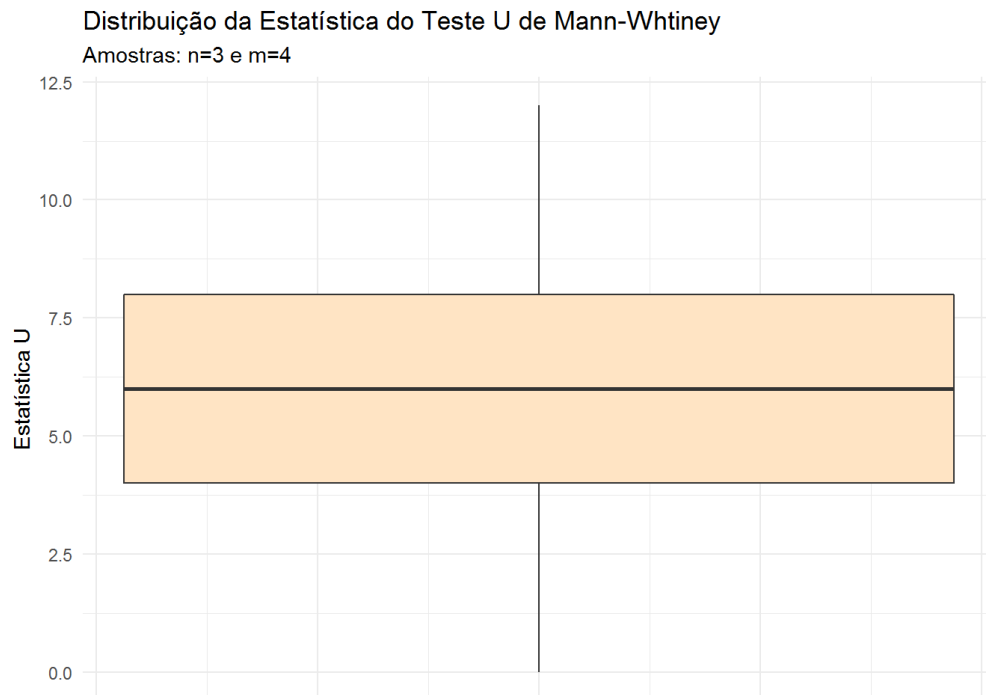 Distribuição da Estatística do Teste U de Mann-Whtiney
Amostras: n=3 e m=4
12.5
10.0
7.5
5.0
2.5
0.0
Estatística U